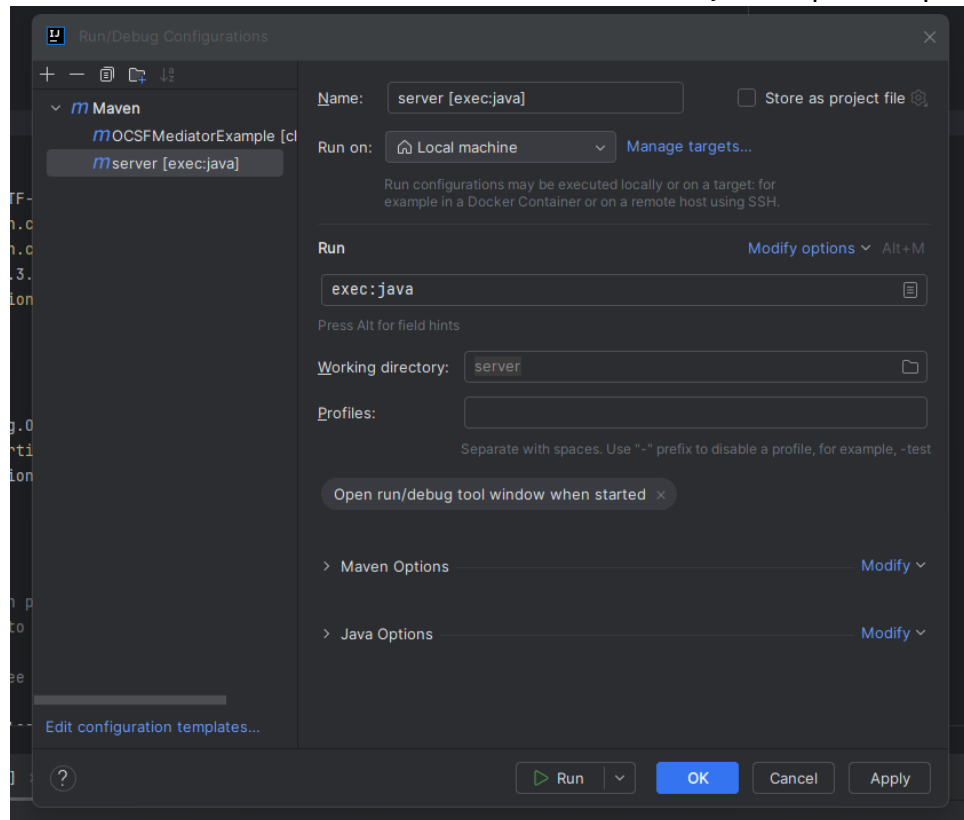 Run/Debug Configurations
Maven
OCSFMediatorExample [cl
server [exec:java]
Name: server [exec:java] Store as project file
Run on: Local machine Manage targets...
Run configurations may be executed locally or on a target: for
example in a Docker Container or on a remote host using SSH.
Run Modify options Alt+M
exec:java
Press Alt for field hints
Working directory: server
Profiles:
Separate with spaces. Use "-" prefix to disable a profile, for example, -test
Open run/debug tool window when started
Maven Options Modify
Java Options Modify
Edit configuration templates...
? Run OK Cancel Apply